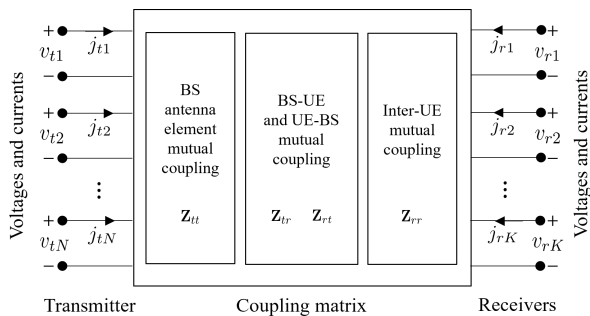 Voltages and currents
+
v_{t1}
−
j_{t1}
+
v_{t2}
−
j_{t2}
⋮
+
v_{tN}
−
j_{tN}
Transmitter
BS
antenna
element
mutual
coupling
Z_{tt}
BS-UE
and UE-BS
mutual
coupling
Z_{tr} Z_{rt}
Inter-UE
mutual
coupling
Z_{rr}
Coupling matrix
j_{r1}
+
v_{r1}
−
j_{r2}
+
v_{r2}
−
⋮
j_{rK}
+
v_{rK}
−
Receivers
Voltages and currents